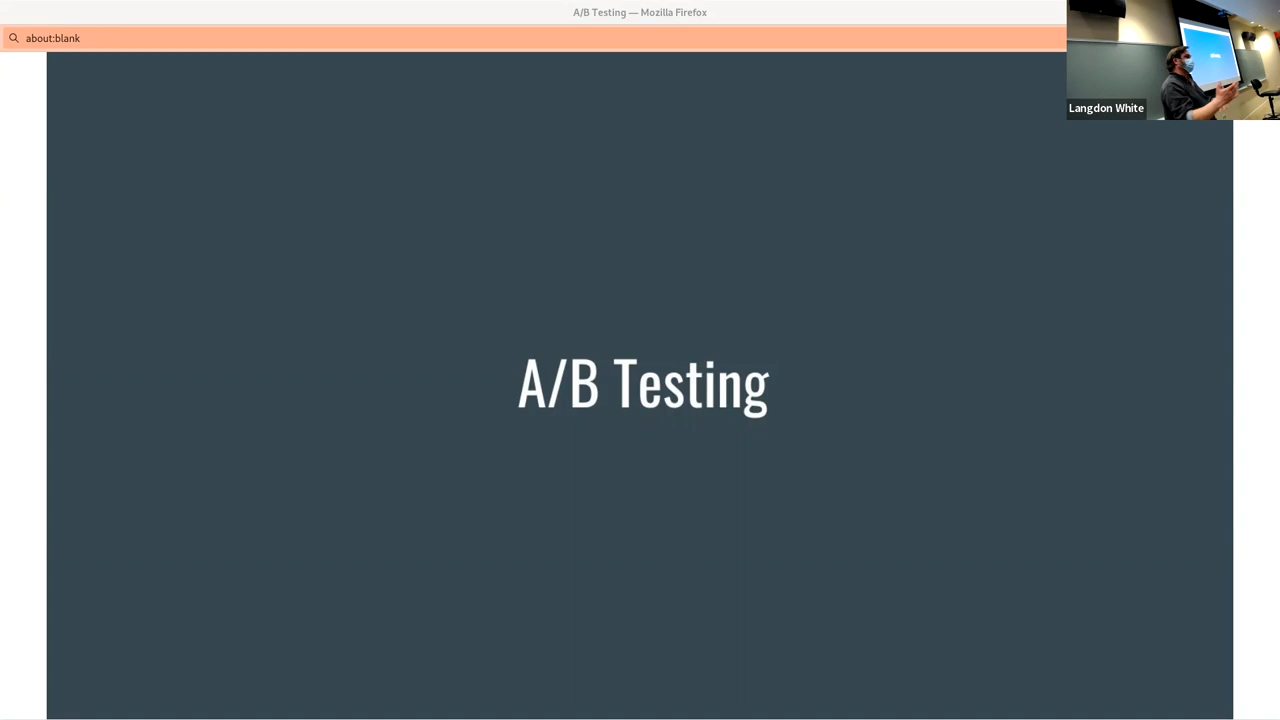 A/B Testing — Mozilla Firefox
about:blank
Langdon White
A/B Testing